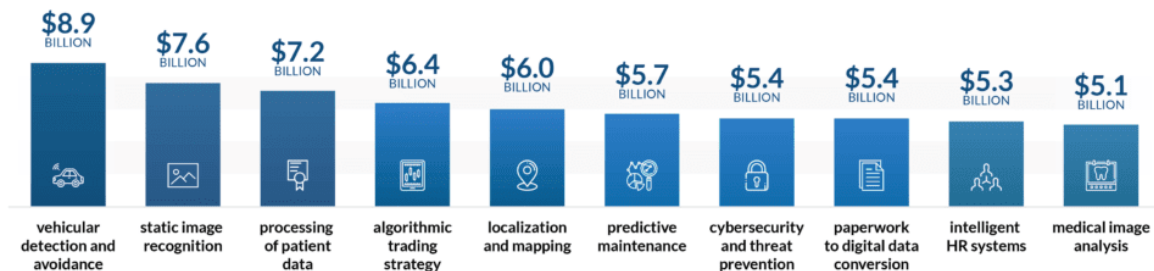 $8.9
BILLION
$7.6
BILLION
$7.2
BILLION
$6.4
BILLION
$6.0
BILLION
$5.7
BILLION
$5.4
BILLION
$5.4
BILLION
$5.3
BILLION
$5.1
BILLION
vehicular
detection and
avoidance
static image
recognition
processing
of patient
data
algorithmic
trading
strategy
localization
and mapping
predictive
maintenance
cybersecurity
and threat
prevention
paperwork
to digital data
conversion
intelligent
HR systems
medical image
analysis